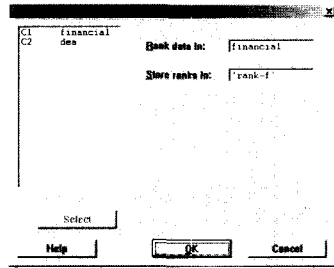 C1 financial
C2 dea
Rank data in: financial
Store ranks in: 'rank-f'
Select
Help OK Cancel